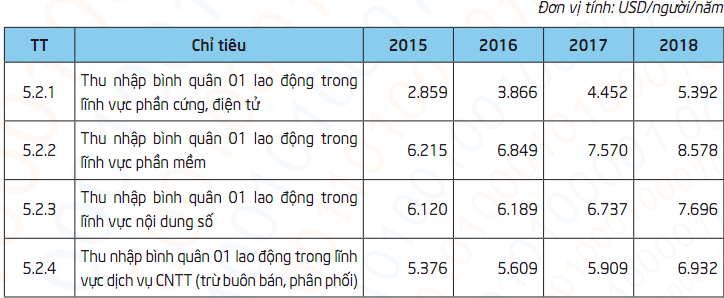 Đơn vị tính: USD/người/năm
TT Chỉ tiêu 2015 2016 2017 2018
5.2.1 Thu nhập bình quân 01 lao động trong lĩnh vực phần cứng, điện tử 2.859 3.866 4.452 5.392
5.2.2 Thu nhập bình quân 01 lao động trong lĩnh vực phần mềm 6.215 6.849 7.570 8.578
5.2.3 Thu nhập bình quân 01 lao động trong lĩnh vực nội dung số 6.120 6.189 6.737 7.696
5.2.4 Thu nhập bình quân 01 lao động trong lĩnh vực dịch vụ CNTT (trừ buôn bán, phân phối) 5.376 5.609 5.909 6.932